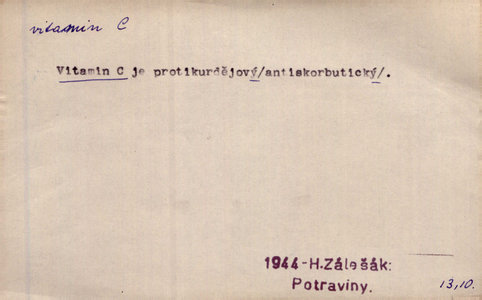 vitamin C
Vitamin C je protikurdějový/antiskorbutický/.
1944-H.Zálešák:
Potraviny.
13,10.